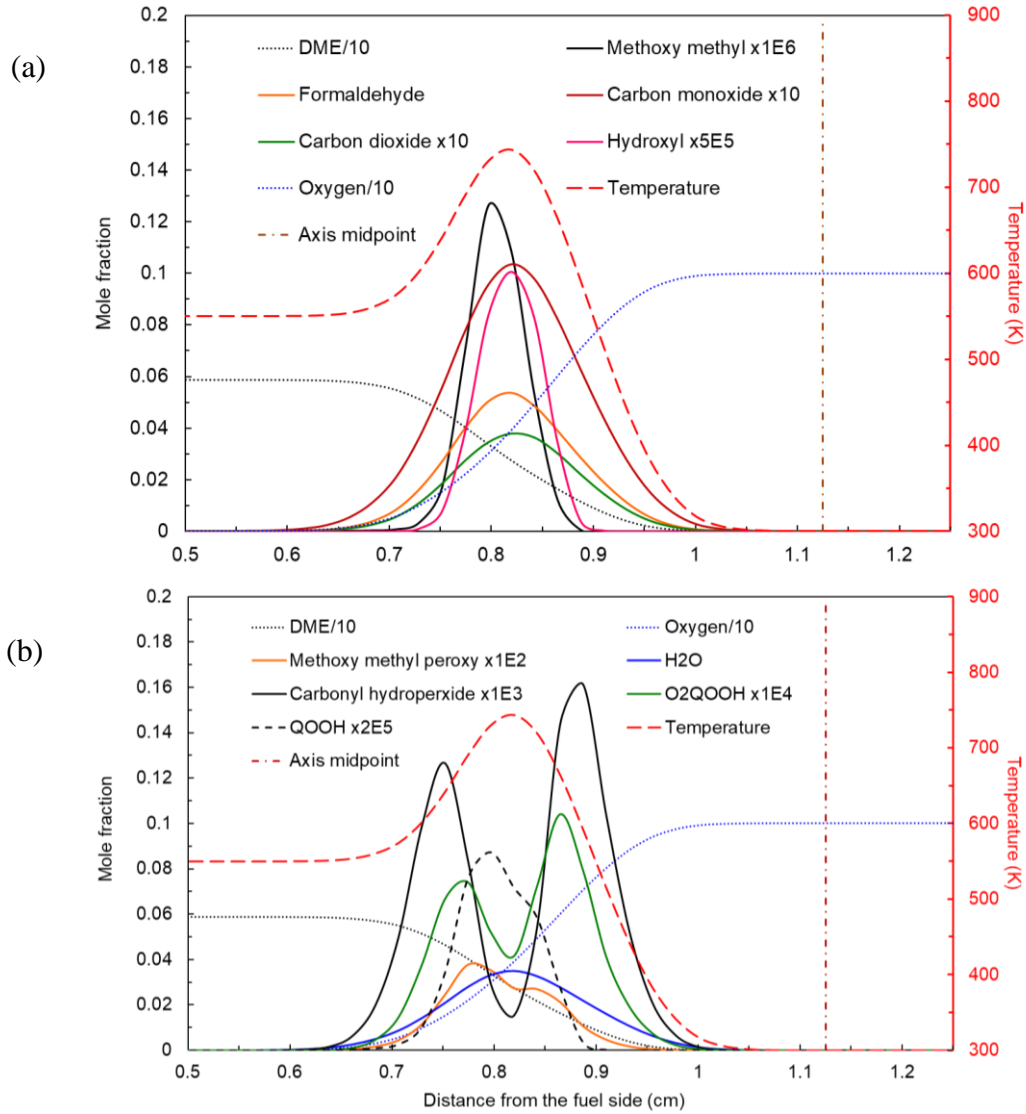 (a)
0.2
0.18
0.16
0.14
0.12
0.1
0.08
0.06
0.04
0.02
0
Mole fraction
DME/10
Methoxy methyl x1E6
Formaldehyde
Carbon monoxide x10
Carbon dioxide x10
Hydroxyl x5E5
Oxygen/10
Temperature
Axis midpoint
900
800
700
600
500
400
300
Temperature (K)
0.5 0.6 0.7 0.8 0.9 1 1.1 1.2
(b)
0.2
0.18
0.16
0.14
0.12
0.1
0.08
0.06
0.04
0.02
0
Mole fraction
DME/10
Oxygen/10
Methoxy methyl peroxy x1E2
H2O
Carbonyl hydroperxide x1E3
O2QOOH x1E4
QOOH x2E5
Temperature
Axis midpoint
900
800
700
600
500
400
300
Temperature (K)
0.5 0.6 0.7 0.8 0.9 1 1.1 1.2
Distance from the fuel side (cm)